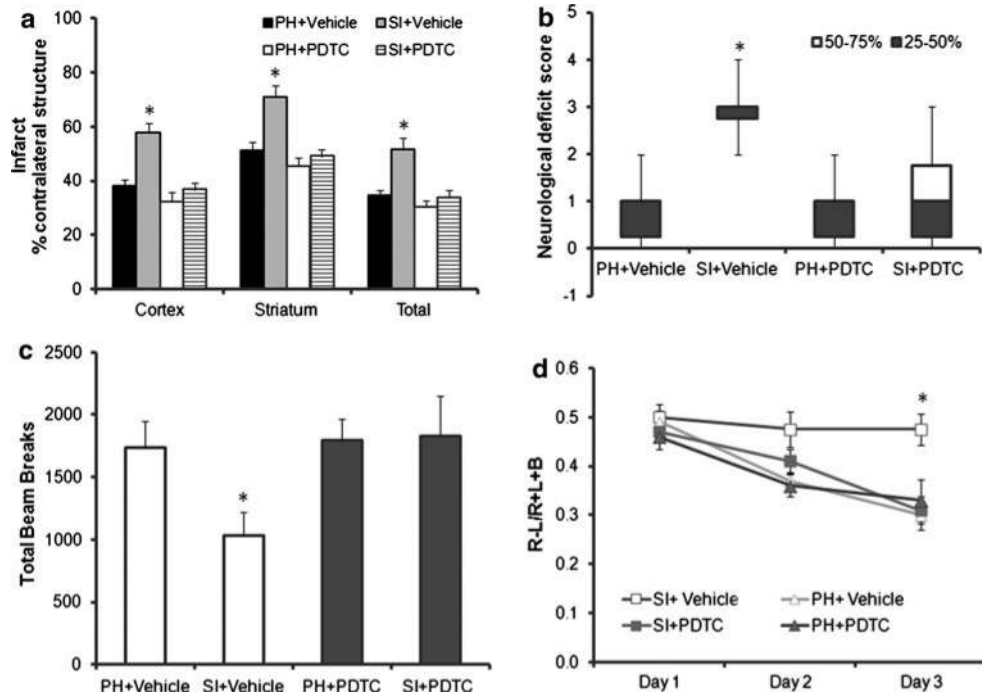 a
PH+Vehicle SI+Vehicle
PH+PDTC SI+PDTC
Infarct
% contralateral structure
100
80
60
40
20
0
*
*
*
Cortex Striatum Total
b
50-75% 25-50%
Neurological deficit score
5
4
3
2
1
0
-1
*
PH+Vehicle SI+Vehicle PH+PDTC SI+PDTC
c
Total Beam Breaks
2500
2000
1500
1000
500
0
*
PH+Vehicle SI+Vehicle PH+PDTC SI+PDTC
d
R-L/R+L+B
0.6
0.5
0.4
0.3
0.2
0.1
0.0
*
SI+ Vehicle PH+ Vehicle
SI+PDTC PH+PDTC
Day 1 Day 2 Day 3